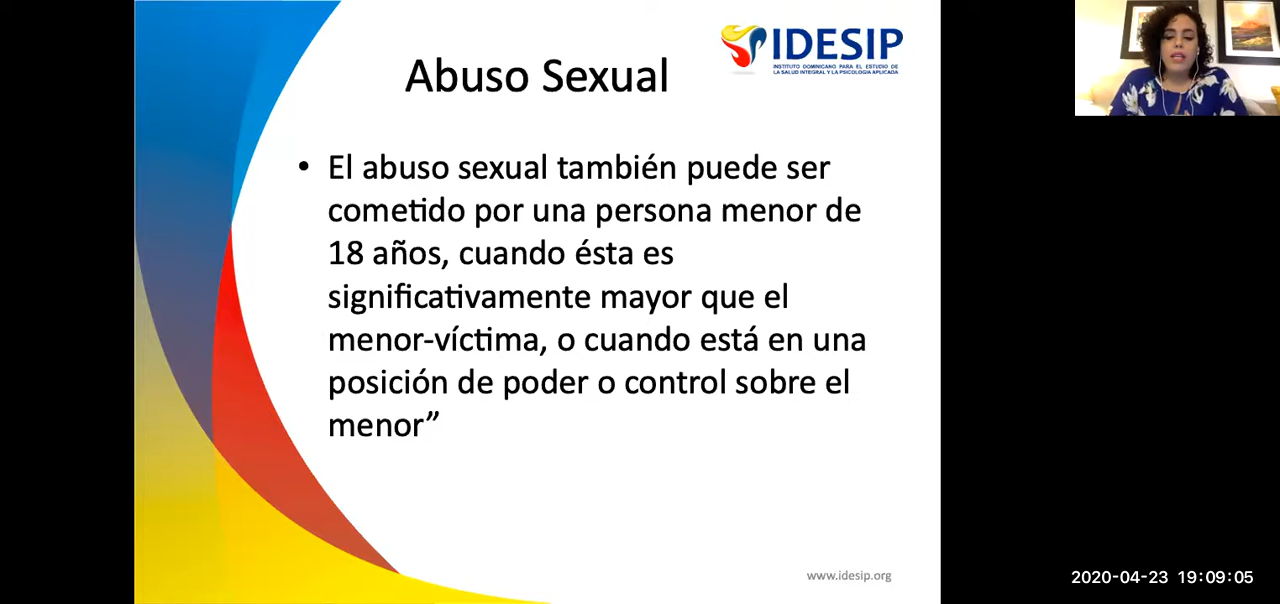 IDESIP
INSTITUTO DOMINICANO PARA EL ESTUDIO DE
LA SALUD INTEGRAL Y LA PSICOLOGÍA APLICADA
Abuso Sexual
• El abuso sexual también puede ser
cometido por una persona menor de
18 años, cuando ésta es
significativamente mayor que el
menor-víctima, o cuando está en una
posición de poder o control sobre el
menor”
www.idesip.org
2020-04-23 19:09:05